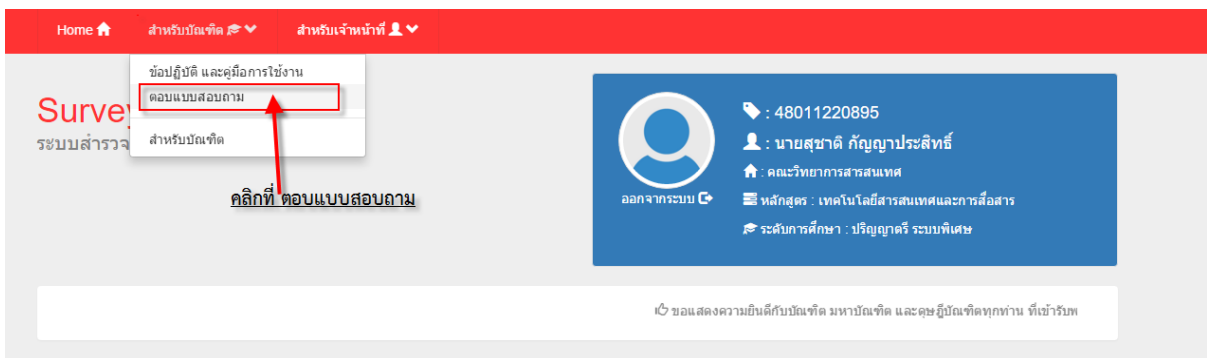 Home
สำหรับบัณฑิต
สำหรับเจ้าหน้าที่
ข้อปฏิบัติ และคู่มือการใช้งาน
ตอบแบบสอบถาม
สำหรับบัณฑิต
Survey
ระบบสำรวจ
คลิกที่ ตอบแบบสอบถาม
ออกจากระบบ
: 48011220895
: นายสุชาติ กัญญาประสิทธิ์
: คณะวิทยาการสารสนเทศ
หลักสูตร : เทคโนโลยีสารสนเทศและการสื่อสาร
ระดับการศึกษา : ปริญญาตรี ระบบพิเศษ
ขอแสดงความยินดีกับบัณฑิต มหาบัณฑิต และดุษฎีบัณฑิตทุกท่าน ที่เข้ารับพ